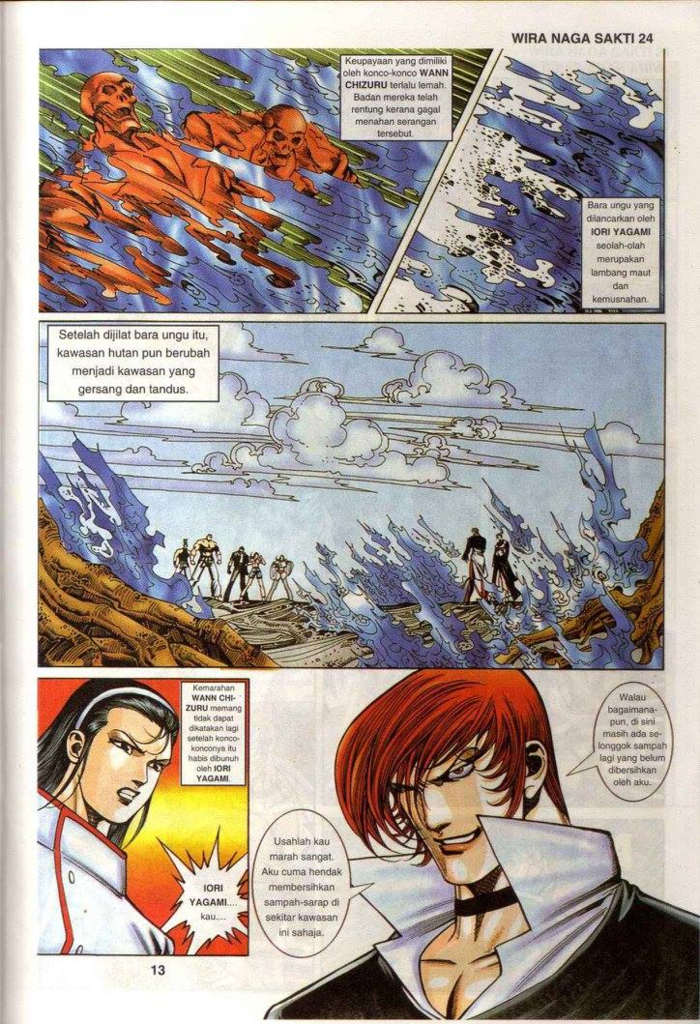 WIRA NAGA SAKTI 24
Keupayaan yang dimiliki
oleh konco-konco WANN
CHIZURU terlalu lemah.
Badan mereka telah
rentung kerana gagal
menahan serangan
tersebut.
Bara ungu yang
dilancarkan oleh
IORI YAGAMI
seolah-olah
merupakan
lambang maut
dan
kemusnahan.
Setelah dijilat bara ungu itu,
kawasan hutan pun berubah
menjadi kawasan yang
gersang dan tandus.
Kemarahan
WANN CHI-
ZURU memang
tidak dapat
dikatakan lagi
setelah konco-
konconya itu
habis dibunuh
oleh IORI
YAGAMI.
IORI
YAGAMI....
kau....
Walau
bagaimana-
pun, di sini
masih ada se-
longgok sampah
lagi yang belum
dibersihkan
oleh aku.
Usahlah kau
marah sangat.
Aku cuma hendak
membersihkan
sampah-sarap di
sekitar kawasan
ini sahaja.
13